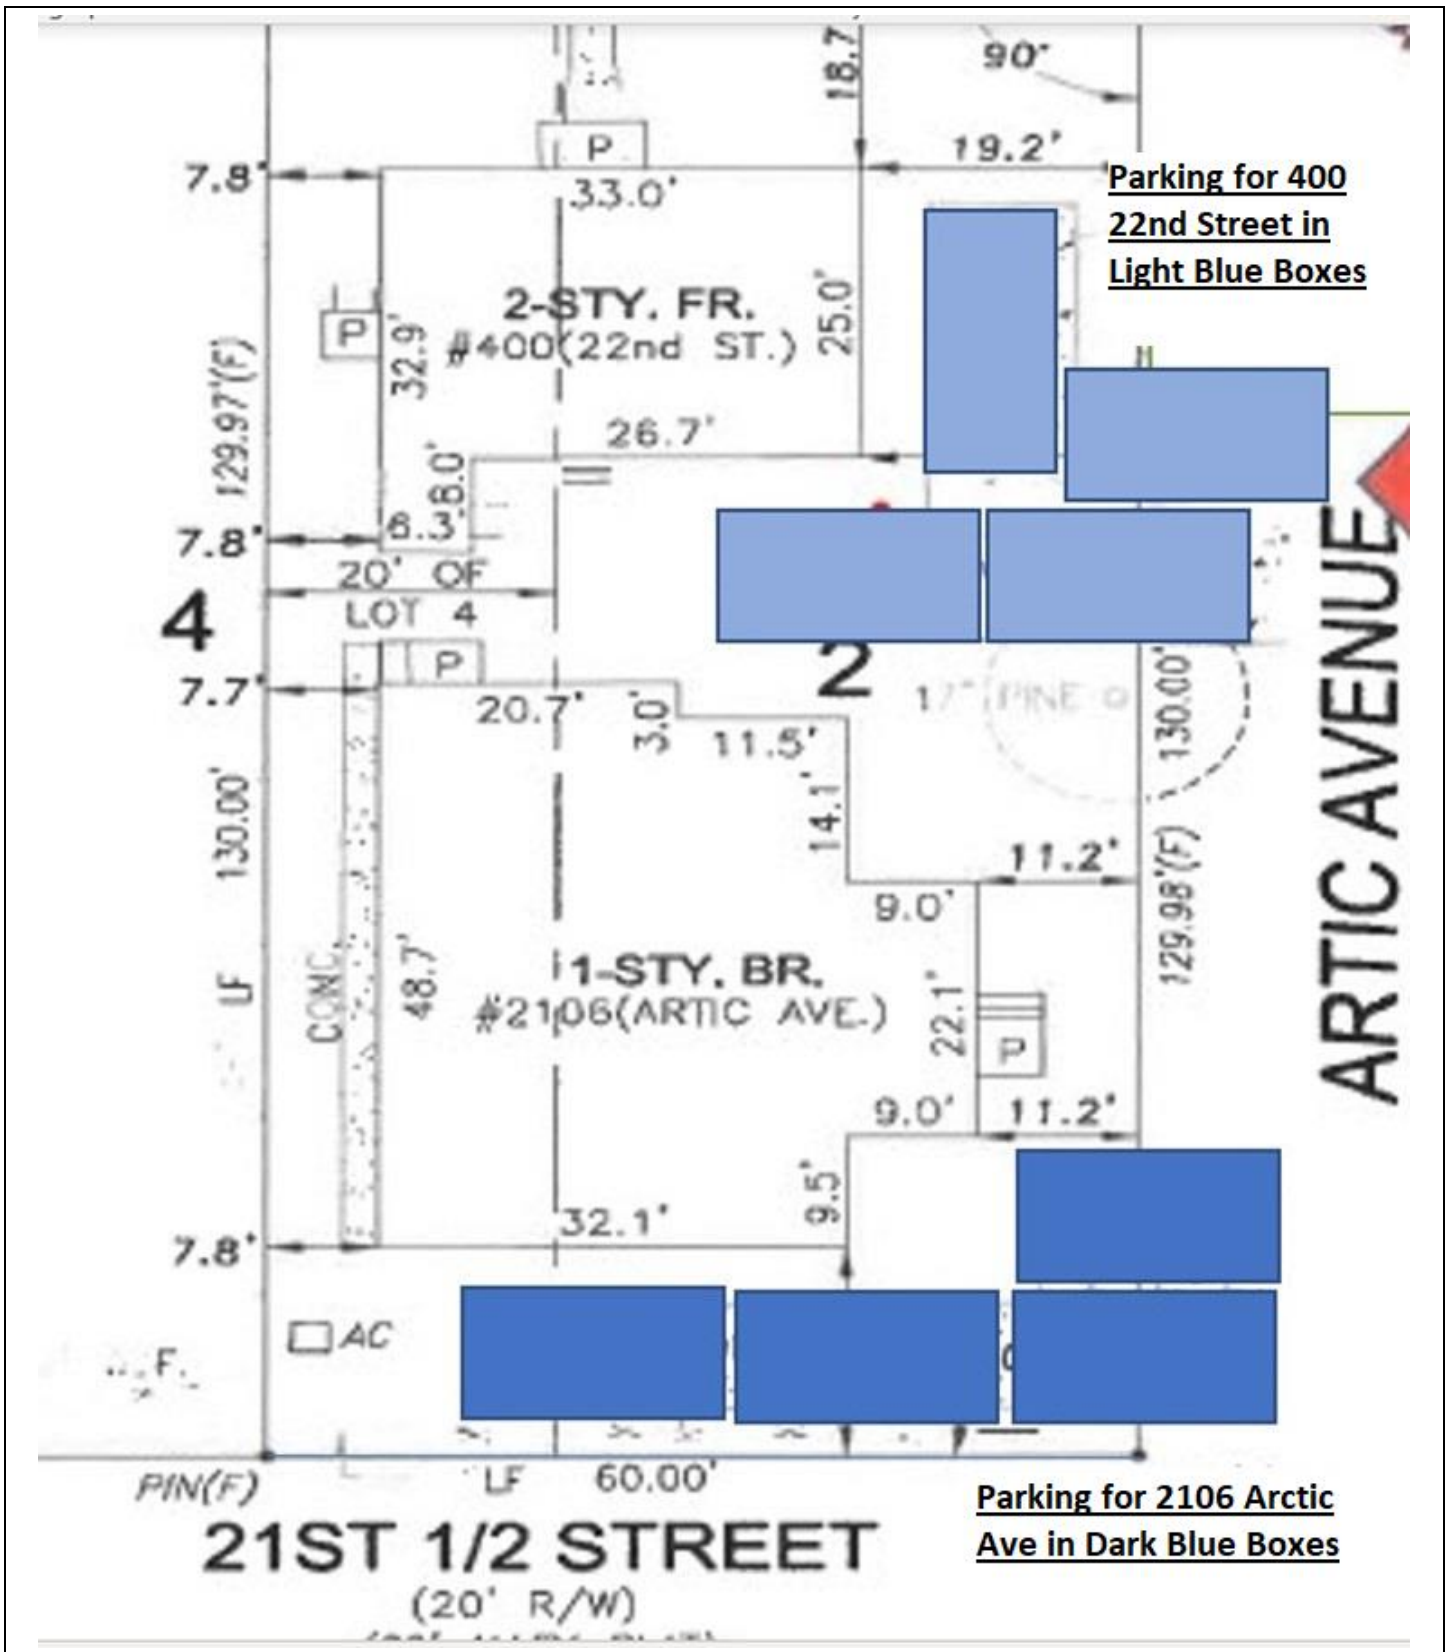 90°
18.7
P
19.2'
7.8'
33.0'
Parking for 400
22nd Street in
Light Blue Boxes
2-STY. FR.
#400(22nd ST.)
25.0'
P
32.9'
129.97'(F)
26.7'
8.0'
6.3'
7.8'
20' OF
LOT 4
4
P
2
7.7'
20.7'
3.0'
11.5'
17" PINE
130.00'
ARTIC AVENUE
14.1'
130.00'
11.2'
9.0'
129.98'(F)
CONC.
48.7'
1-STY. BR.
#2106(ARTIC AVE.)
22.1'
P
LF
9.0'
11.2'
9.5'
32.1'
7.8'
AC
F.
PIN(F)
LF 60.00'
Parking for 2106 Arctic
Ave in Dark Blue Boxes
21ST 1/2 STREET
(20' R/W)